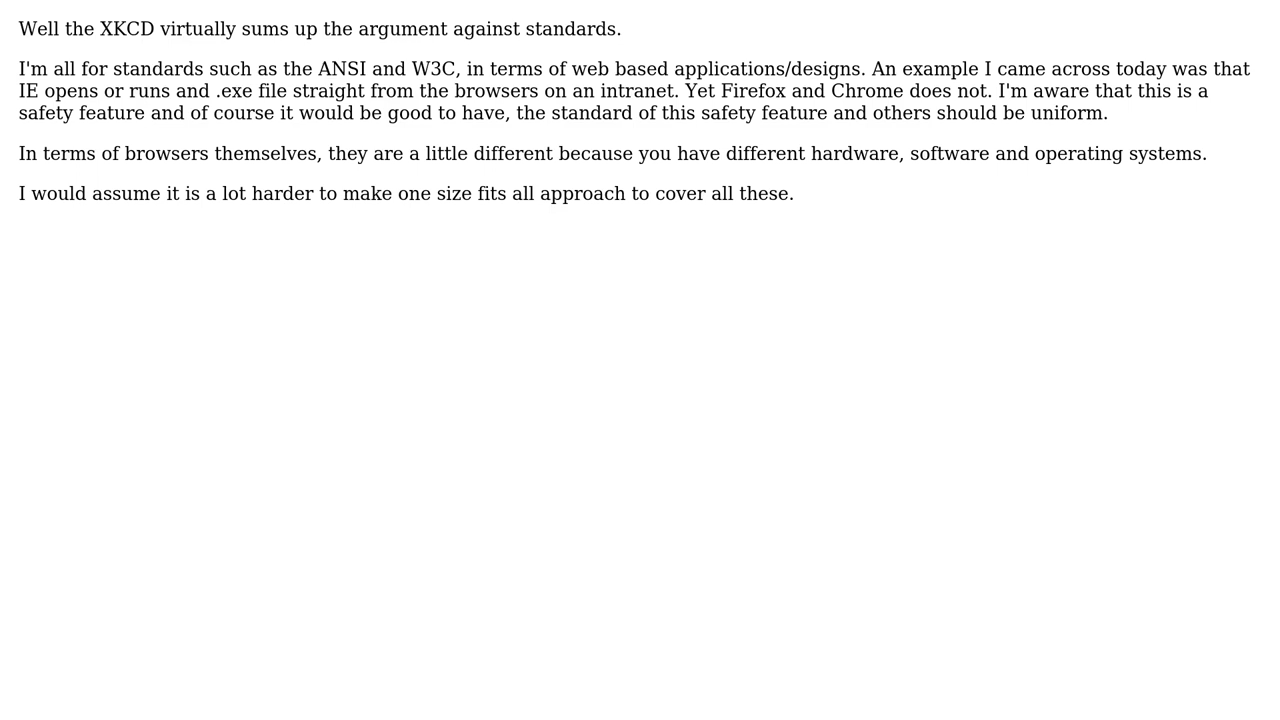 Well the XKCD virtually sums up the argument against standards.
I'm all for standards such as the ANSI and W3C, in terms of web based applications/designs. An example I came across today was that
IE opens or runs and .exe file straight from the browsers on an intranet. Yet Firefox and Chrome does not. I'm aware that this is a
safety feature and of course it would be good to have, the standard of this safety feature and others should be uniform.
In terms of browsers themselves, they are a little different because you have different hardware, software and operating systems.
I would assume it is a lot harder to make one size fits all approach to cover all these.